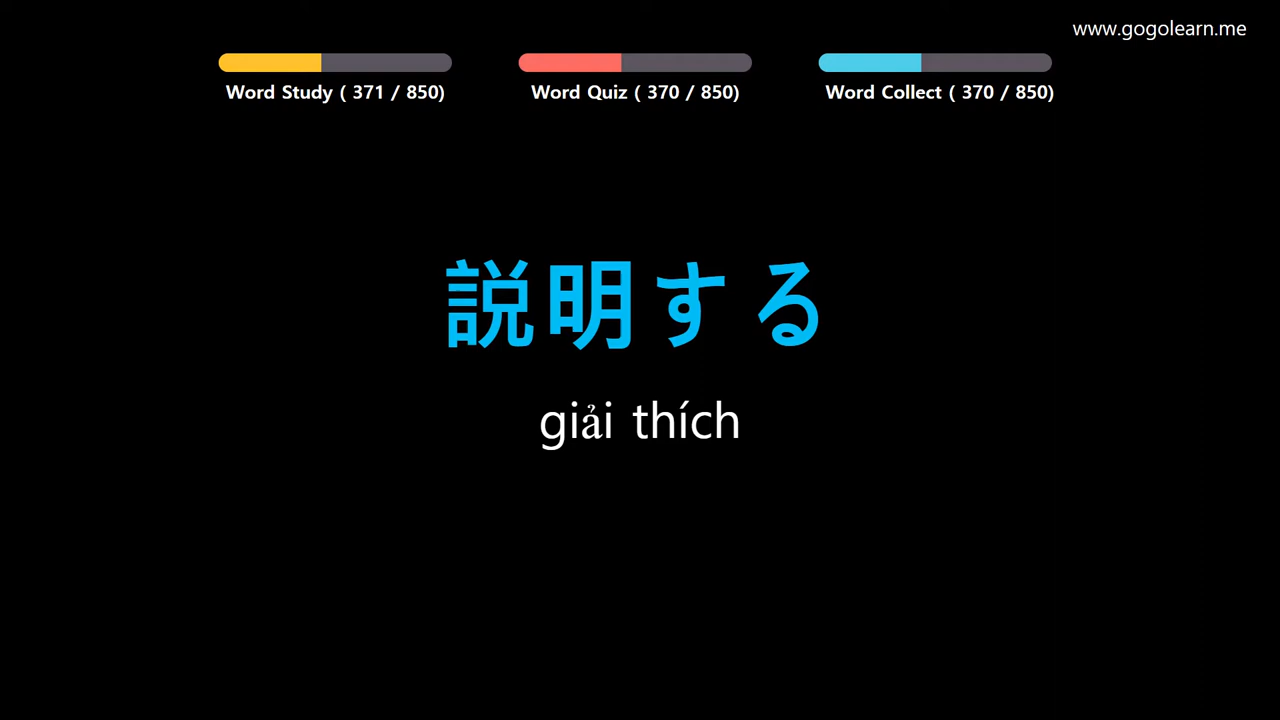 www.gogolearn.me
Word Study ( 371 / 850)
Word Quiz ( 370 / 850)
Word Collect ( 370 / 850)
説明する
giải thích